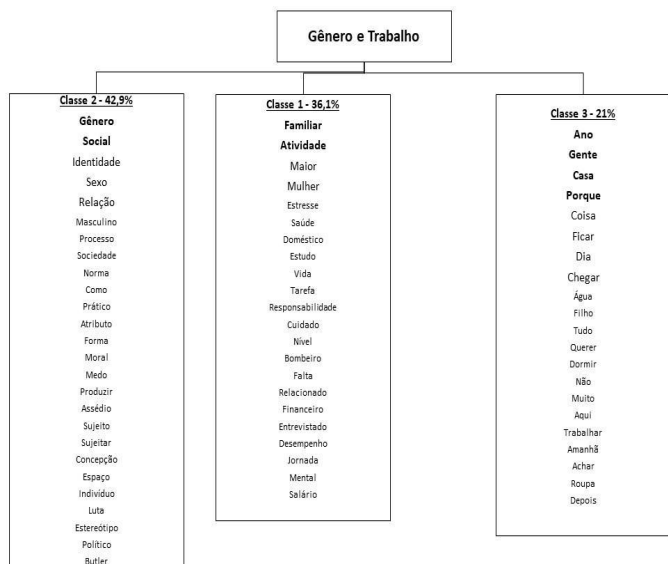 Gênero e Trabalho
Classe 2 - 42,9%
Gênero
Social
Identidade
Sexo
Relação
Masculino
Processo
Sociedade
Norma
Como
Prático
Atributo
Forma
Moral
Medo
Produzir
Assédio
Sujeito
Sujeitar
Concepção
Espaço
Indivíduo
Luta
Estereótipo
Político
Butler
Classe 1 - 36,1%
Familiar
Atividade
Maior
Mulher
Estresse
Saúde
Doméstico
Estudo
Vida
Tarefa
Responsabilidade
Cuidado
Nível
Bombeiro
Falta
Relacionado
Financeiro
Entrevistado
Desempenho
Jornada
Mental
Salário
Classe 3 - 21%
Ano
Gente
Casa
Porque
Coisa
Ficar
Dia
Chegar
Água
Filho
Tudo
Querer
Dormir
Não
Muito
Aqui
Trabalhar
Amanhã
Achar
Roupa
Depois